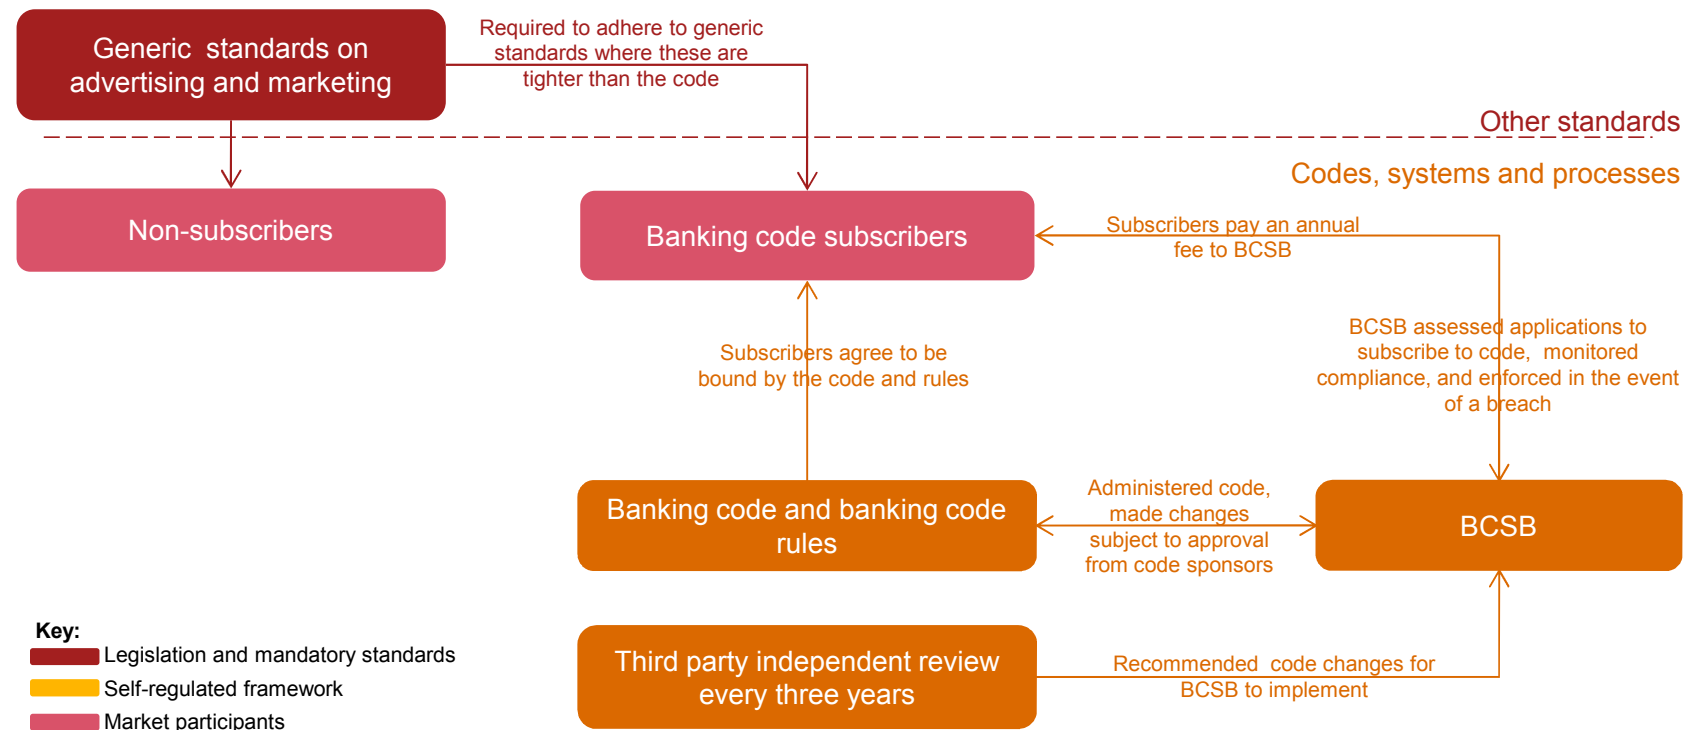 Generic standards on
advertising and marketing
Required to adhere to generic
standards where these are
tighter than the code
Other standards
Codes, systems and processes
Non-subscribers
Banking code subscribers
Subscribers pay an annual
fee to BCSB
Subscribers agree to be
bound by the code and rules
BCSB assessed applications to
subscribe to code, monitored
compliance, and enforced in the event
of a breach
Banking code and banking code
rules
Administered code,
made changes
subject to approval
from code sponsors
BCSB
Third party independent review
every three years
Recommended code changes for
BCSB to implement
Key:
Legislation and mandatory standards
Self-regulated framework
Market participants